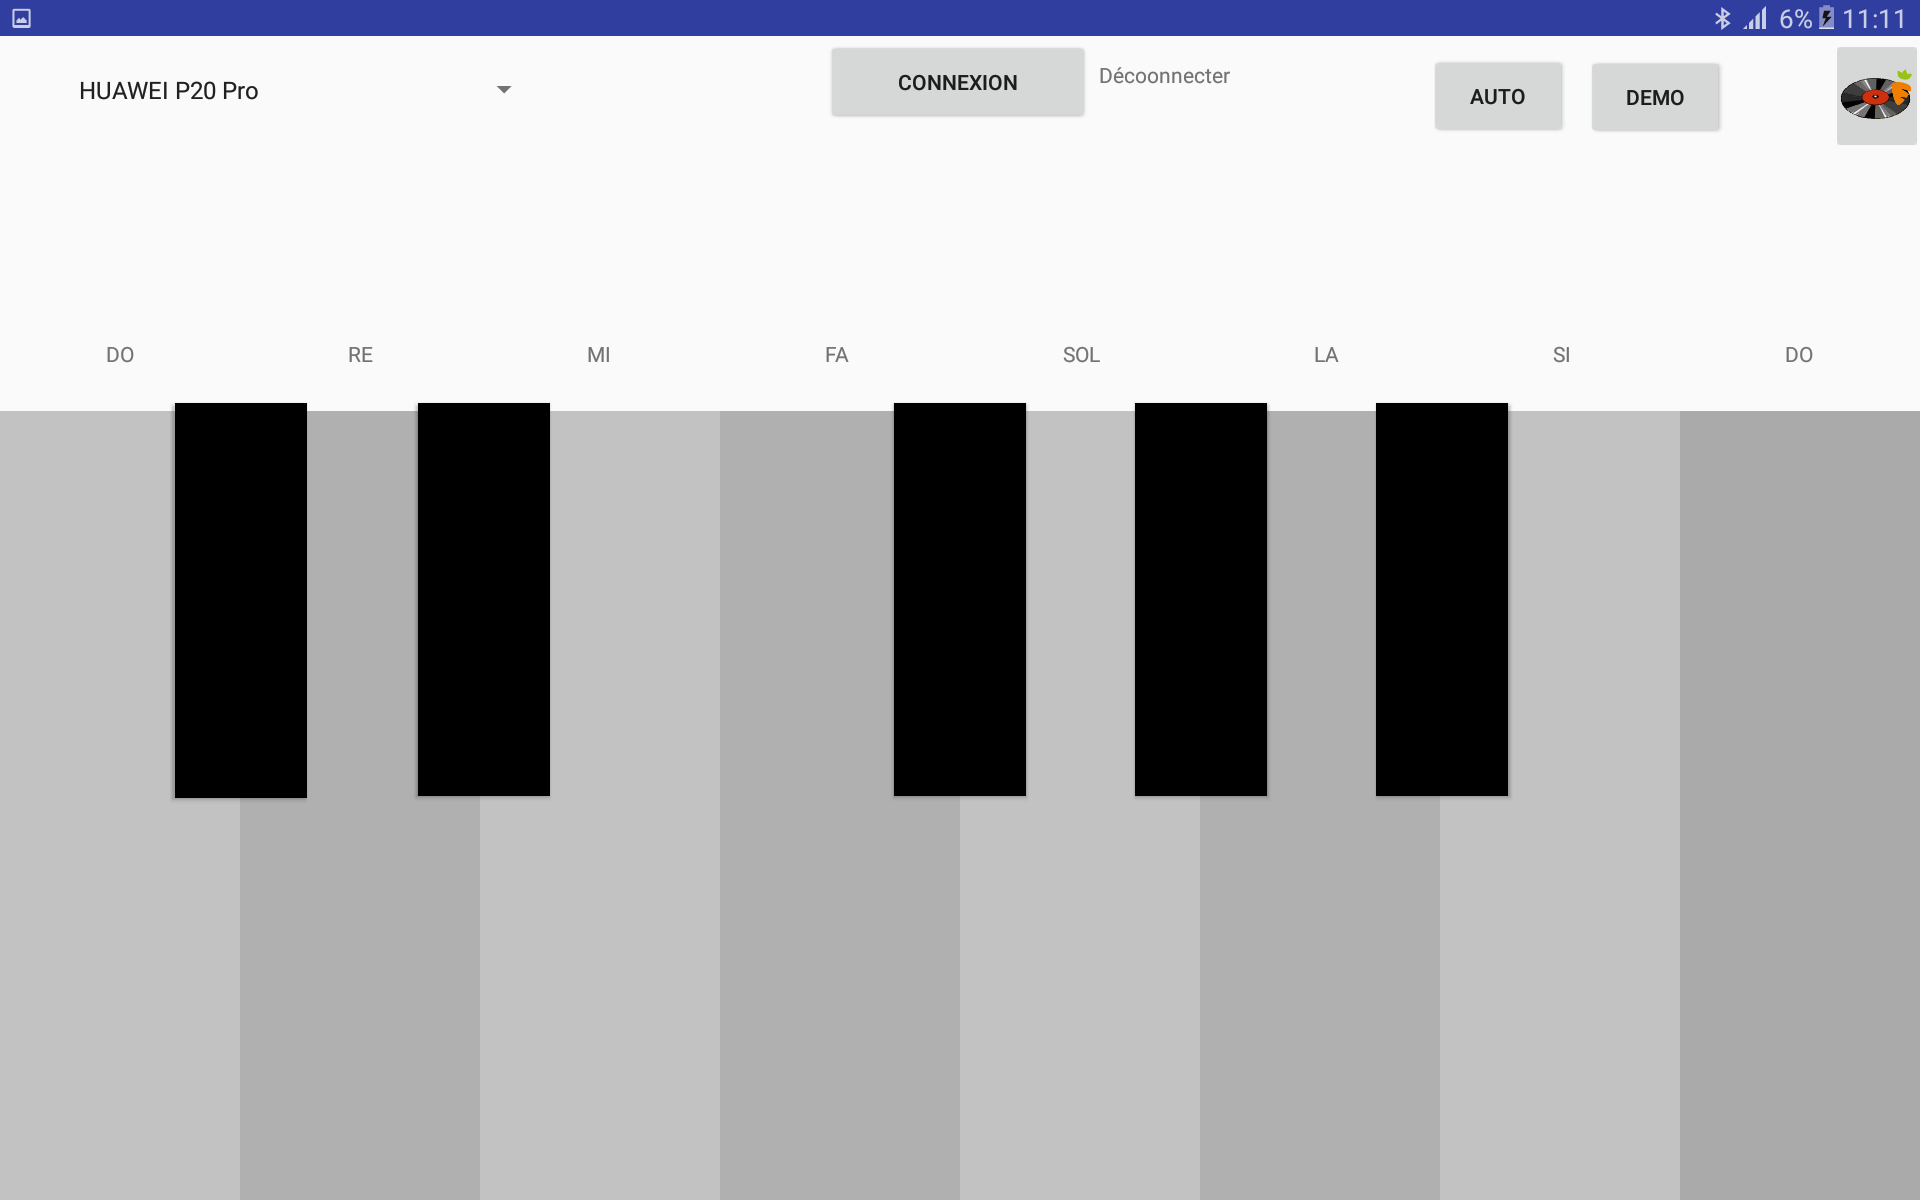 6% 11:11
HUAWEI P20 Pro
CONNEXION
Décoonnecter
AUTO
DEMO
DO RE MI FA SOL LA SI DO